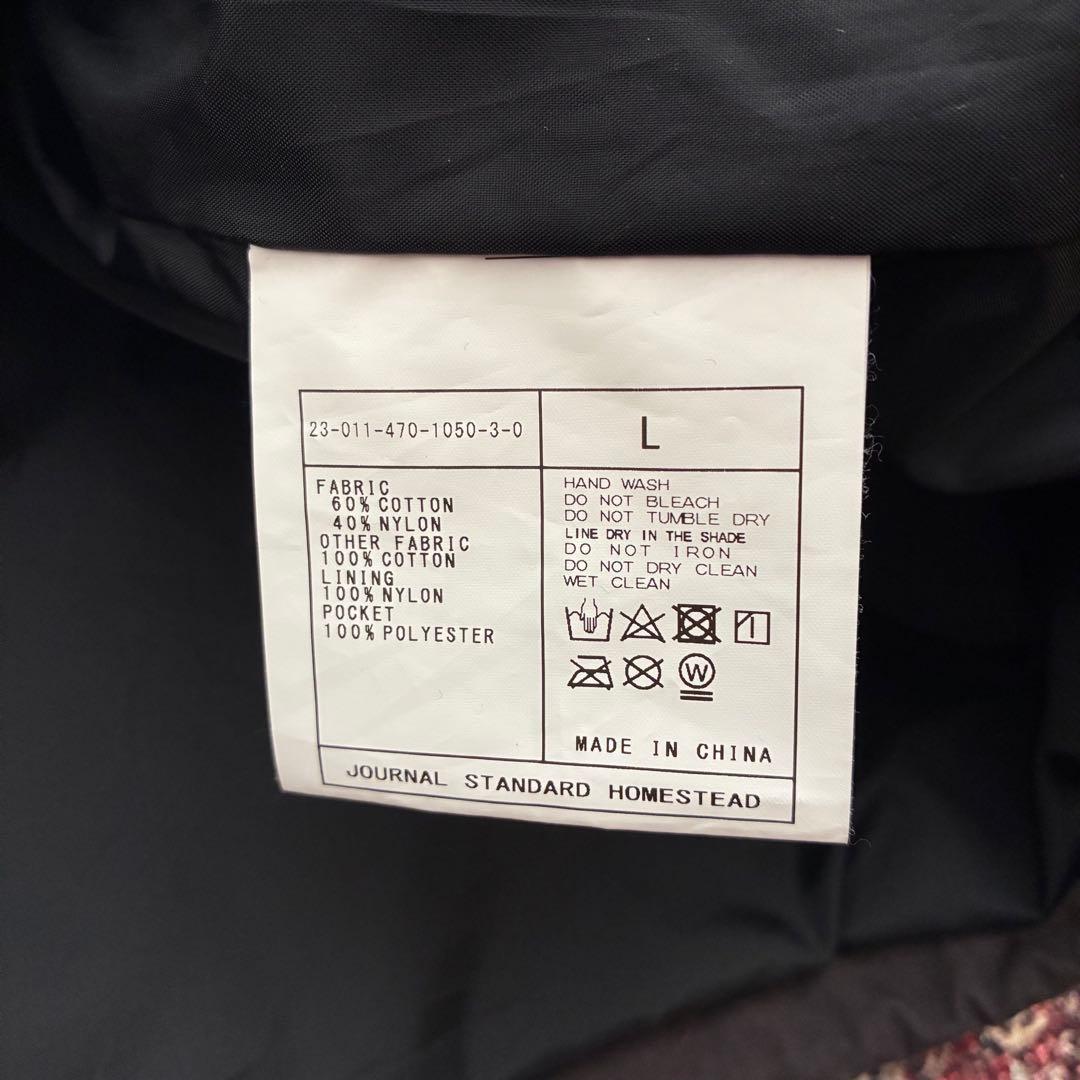 23-011-470-1050-3-0
L
FABRIC
60% COTTON
40% NYLON
OTHER FABRIC
100% COTTON
LINING
100% NYLON
POCKET
100% POLYESTER
HAND WASH
DO NOT BLEACH
DO NOT TUMBLE DRY
LINE DRY IN THE SHADE
DO NOT IRON
DO NOT DRY CLEAN
WET CLEAN
W
MADE IN CHINA
JOURNAL STANDARD HOMESTEAD